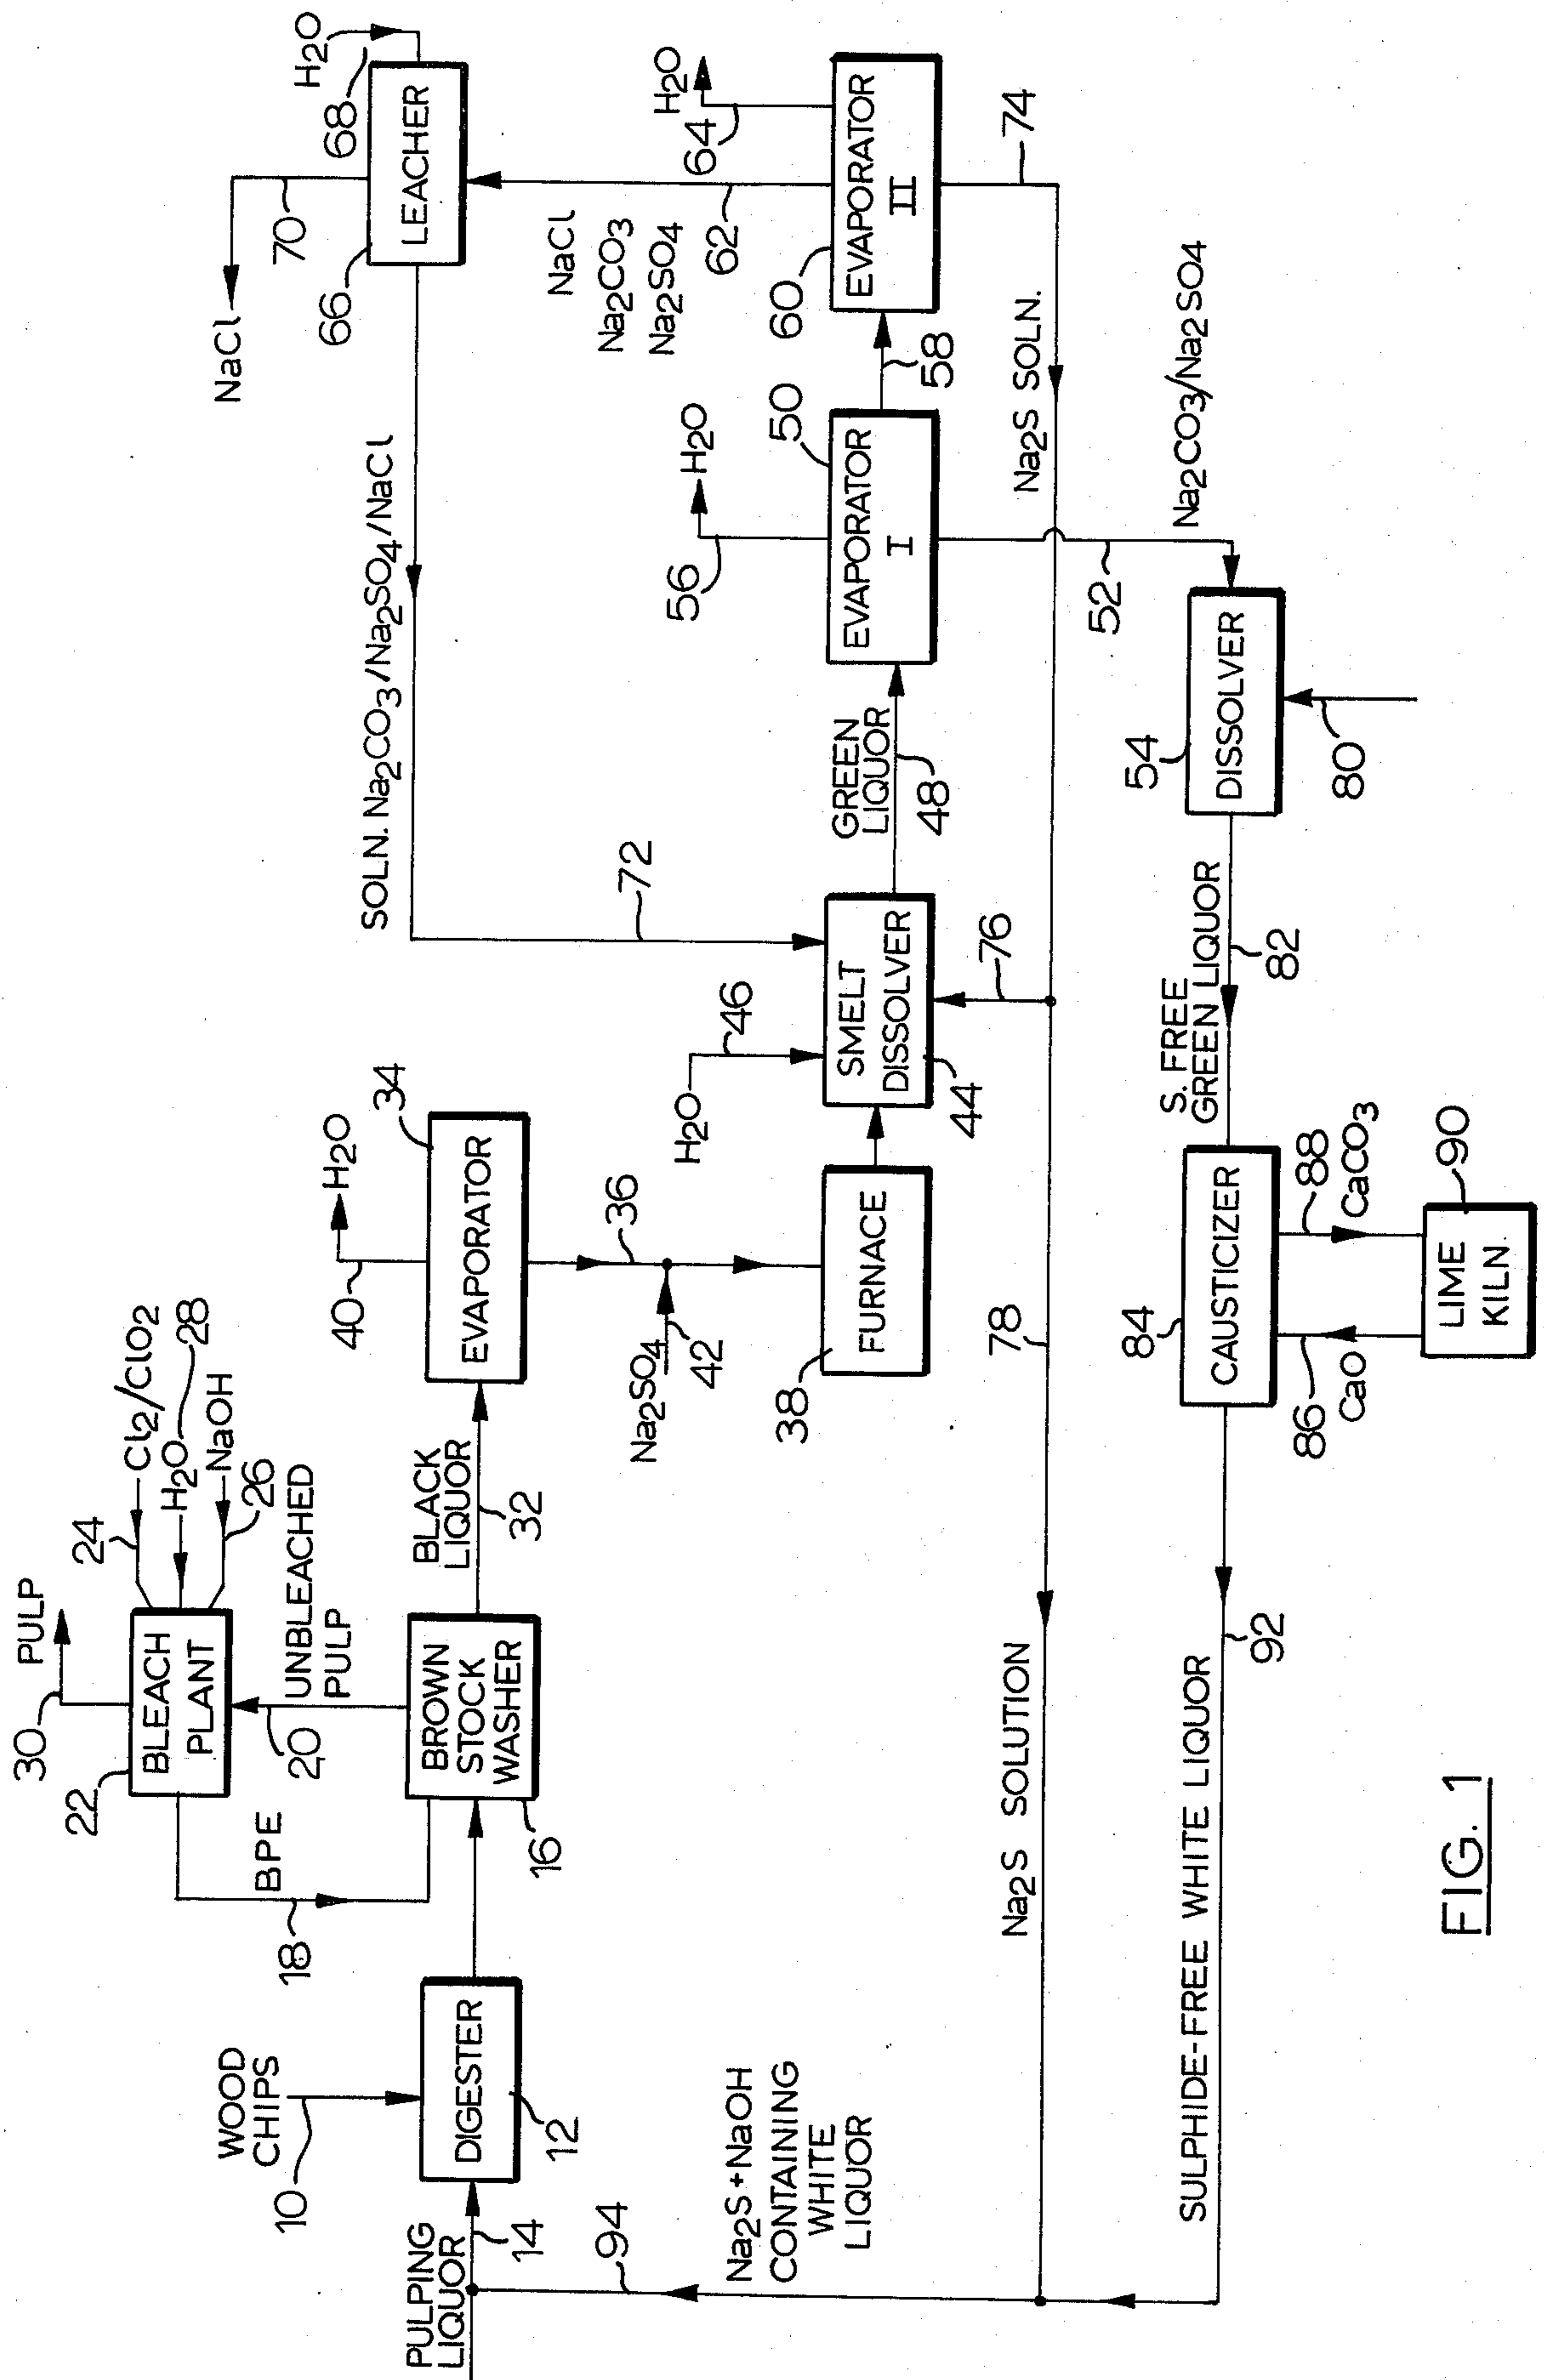 WOOD
CHIPS
10
PULPING
LIQUOR
14
DIGESTER
12
PULP
30
BLEACH
PLANT
22
24
Cl2/ClO2
H2O
28
NaOH
26
BPE
18
UNBLEACHED
PULP
20
BROWN
STOCK
WASHER
16
BLACK
LIQUOR
32
EVAPORATOR
34
H2O
40
36
Na2SO4
42
FURNACE
38
H2O
46
SMELT
DISSOLVER
44
72
76
GREEN
LIQUOR
48
EVAPORATOR
I
50
H2O
56
58
EVAPORATOR
II
60
H2O
64
62
NaCl
Na2CO3
Na2SO4
LEACHER
66
H2O
68
70
NaCl
SOLN. Na2CO3/Na2SO4/NaCl
74
Na2S SOLN.
78
Na2S SOLUTION
52
Na2CO3/Na2SO4
DISSOLVER
54
80
S. FREE
GREEN LIQUOR
82
CAUSTICIZER
84
86
CaO
88
CaCO3
LIME
KILN
90
92
SULPHIDE-FREE WHITE LIQUOR
94
Na2S+NaOH
CONTAINING
WHITE
LIQUOR
FIG. 1